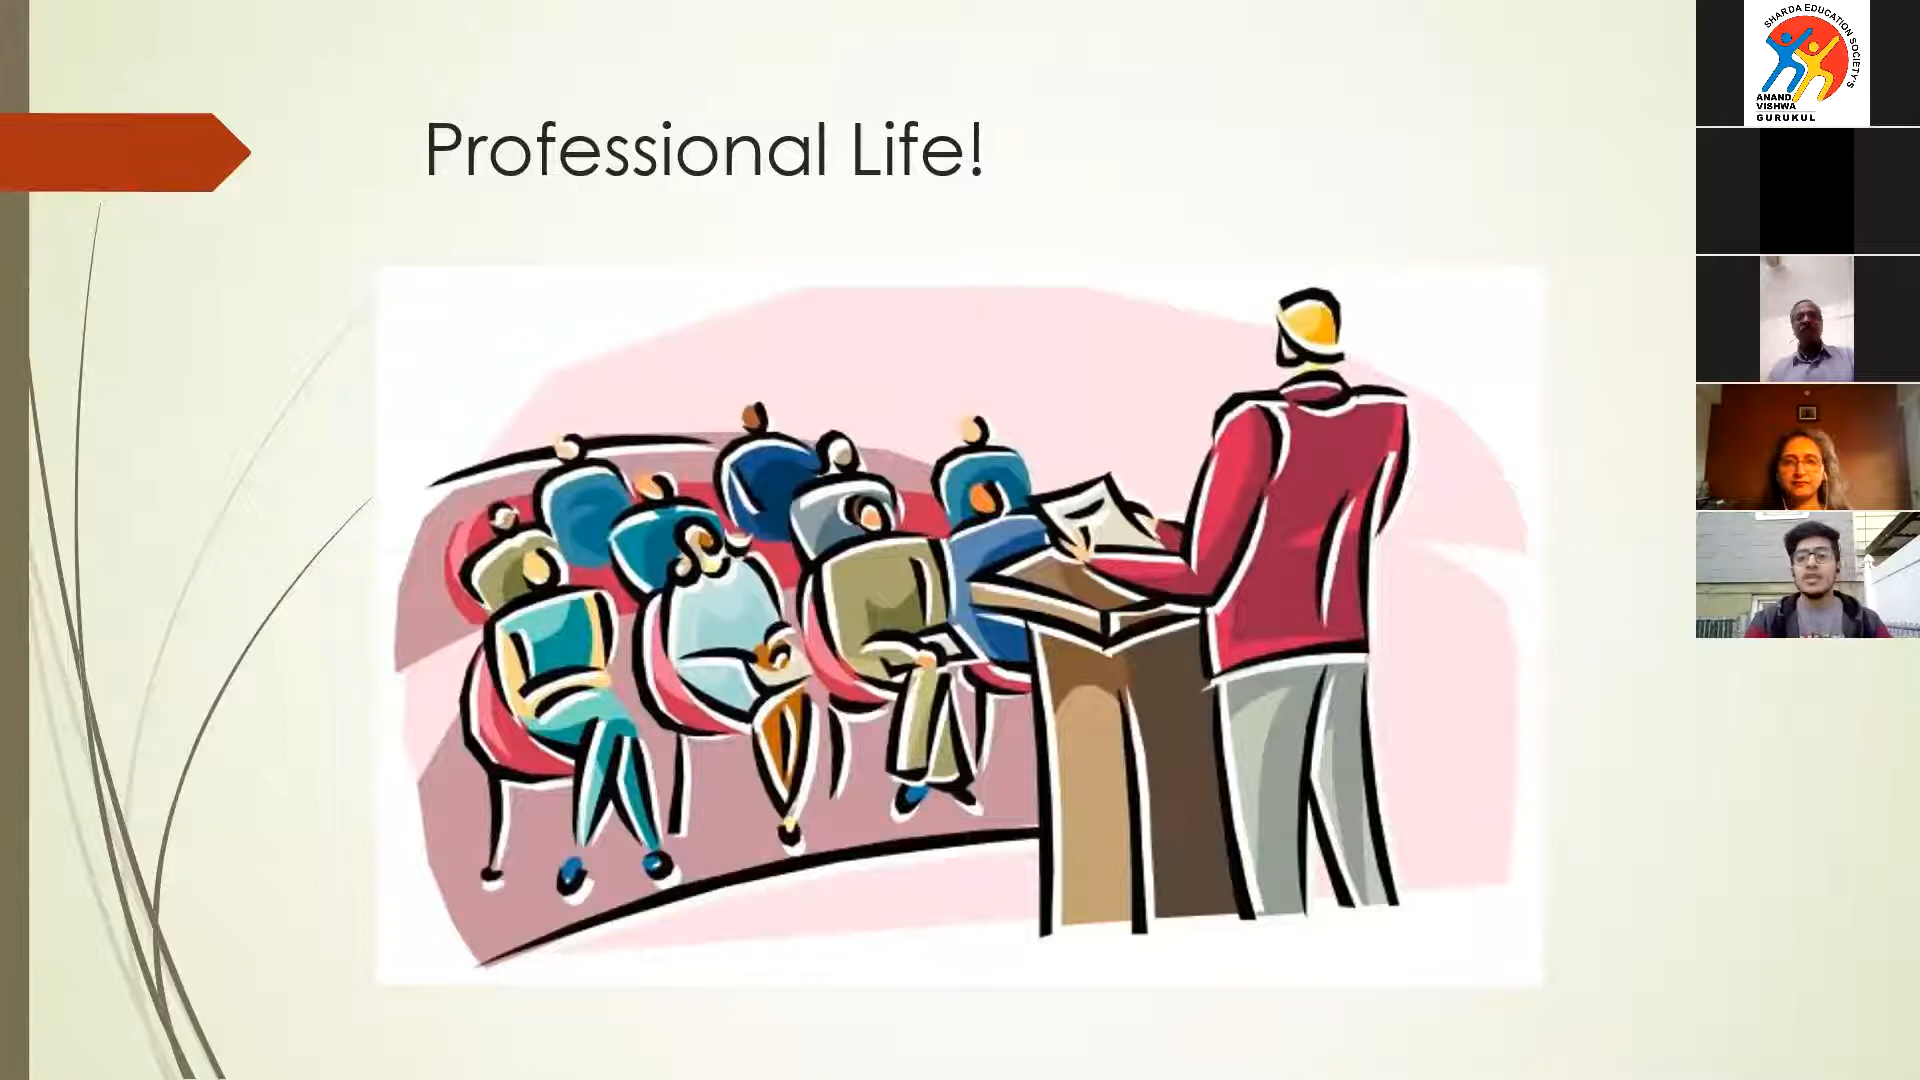 Professional Life!
SHARDA EDUCATION SOCIETY'S
ANAND
VISHWA
GURUKUL